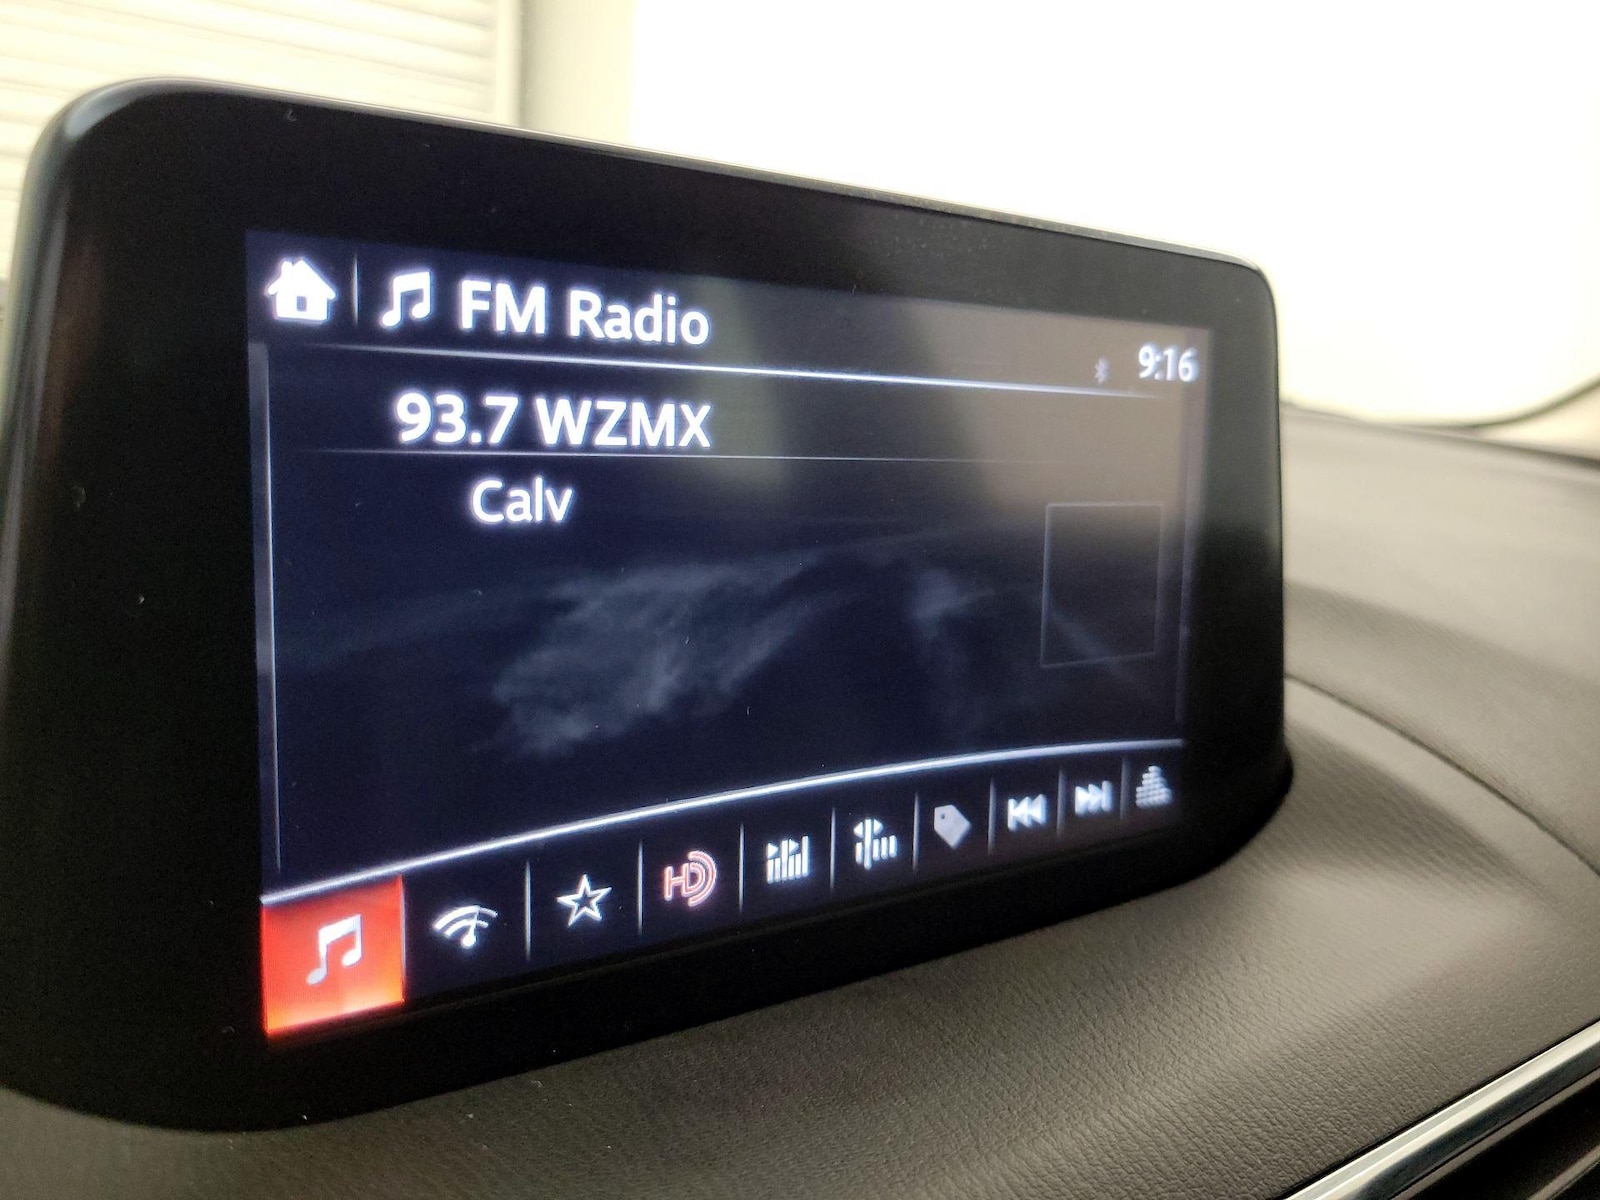 FM Radio
9:16
93.7 WZMX
Calv
HD